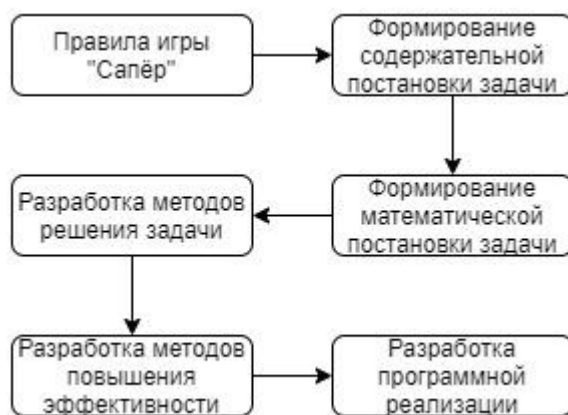 Правила игры
"Сапёр"
Формирование
содержательной
постановки задачи
Формирование
математической
постановки задачи
Разработка методов
решения задачи
Разработка методов
повышения
эффективности
Разработка
программной
реализации